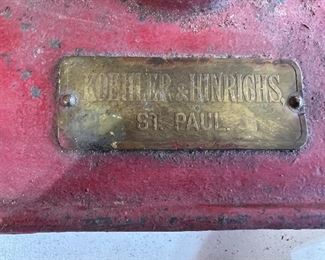 KOEHLER & HINRICHS,
ST. PAUL.